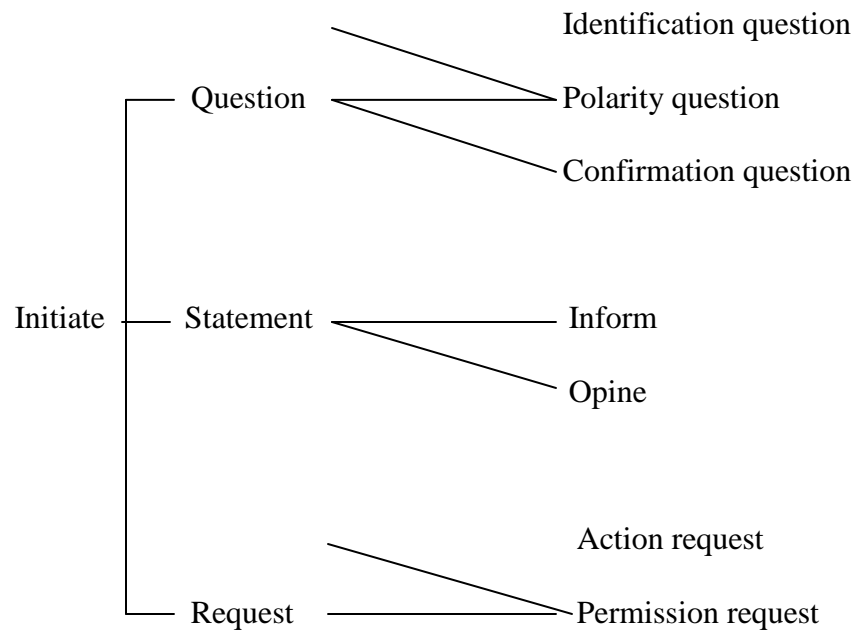 Identification question
Question
Polarity question
Confirmation question
Initiate
Statement
Inform
Opine
Action request
Request
Permission request